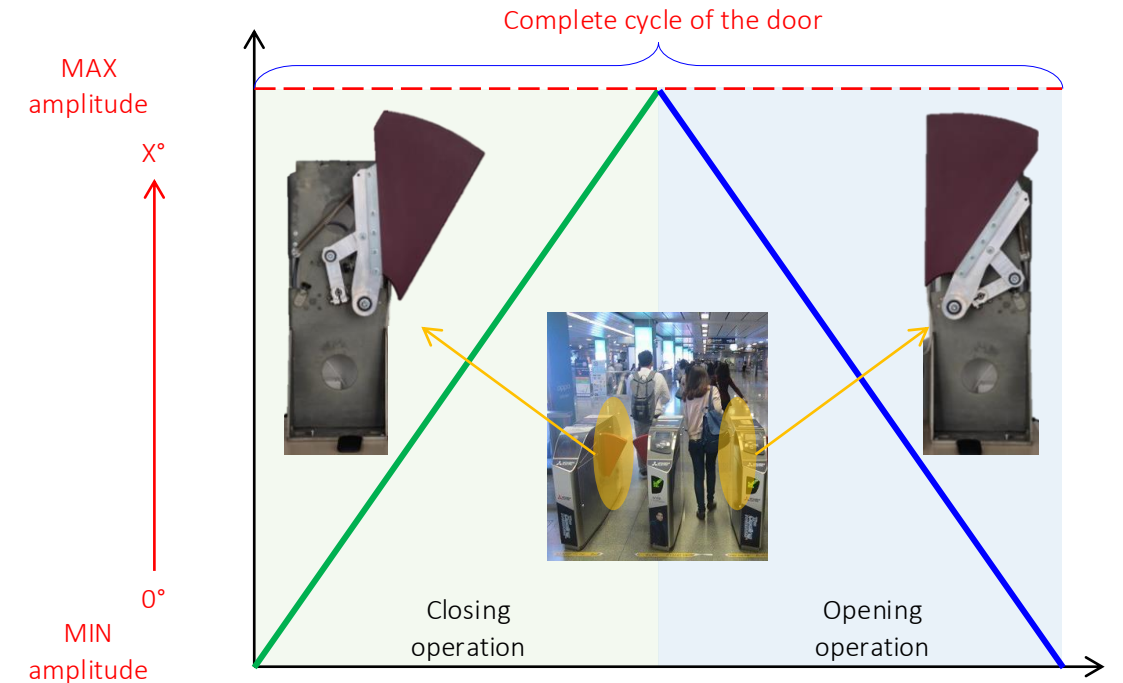 Complete cycle of the door
MAX
amplitude
X°
0°
MIN
amplitude
Closing
operation
Opening
operation